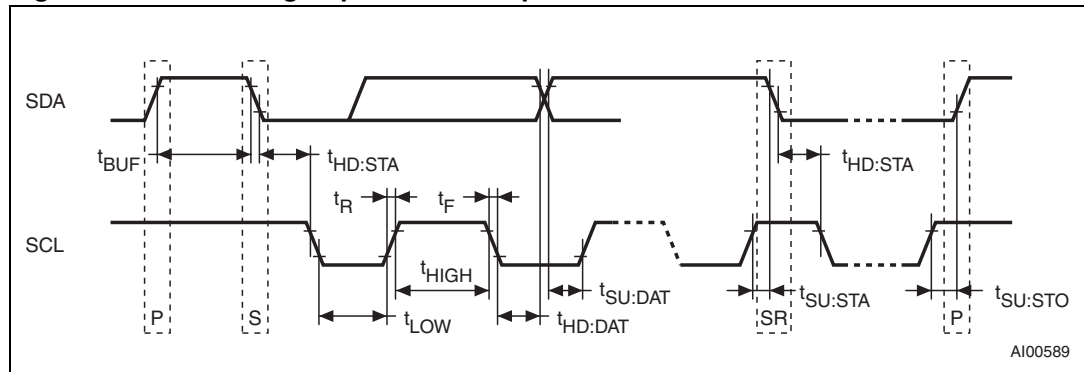 SDA
tBUF
tHD:STA
tHD:STA
tR
tF
SCL
tHIGH
tSU:DAT
tSU:STA
tSU:STO
tLOW
tHD:DAT
P
S
SR
P
AI00589